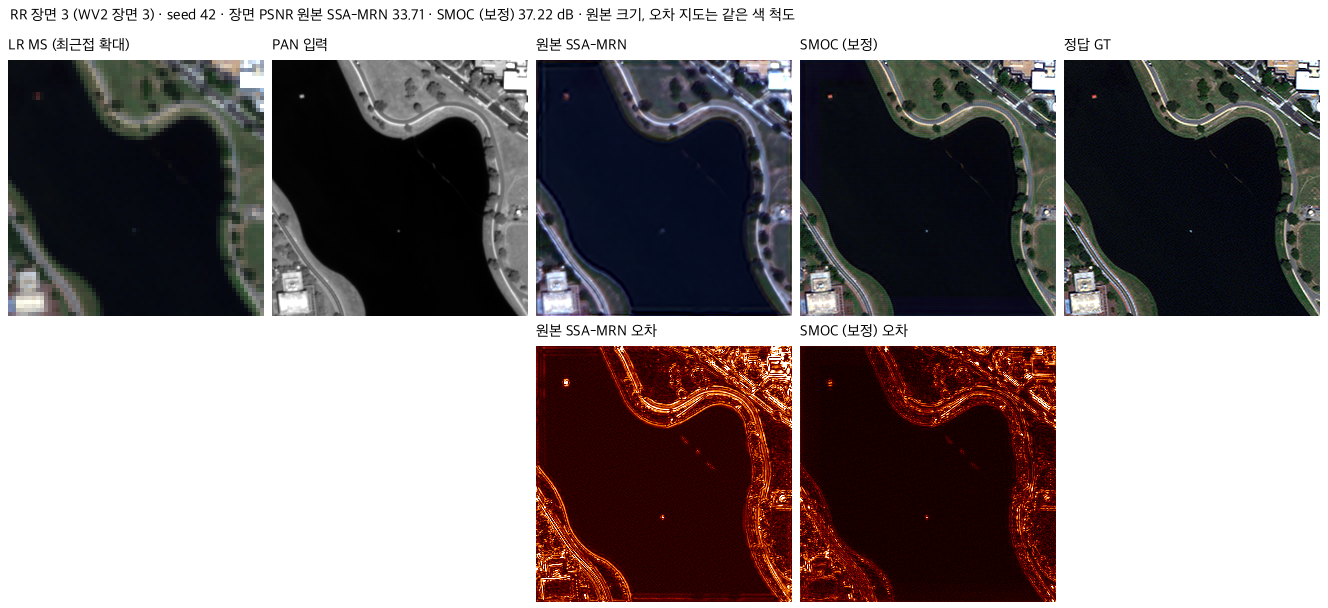 RR 장면 3 (WV2 장면 3) · seed 42 · 장면 PSNR 원본 SSA-MRN 33.71 · SMOC (보정) 37.22 dB · 원본 크기, 오차 지도는 같은 색 척도
LR MS (최근접 확대)
PAN 입력
원본 SSA-MRN
SMOC (보정)
정답 GT
원본 SSA-MRN 오차
SMOC (보정) 오차